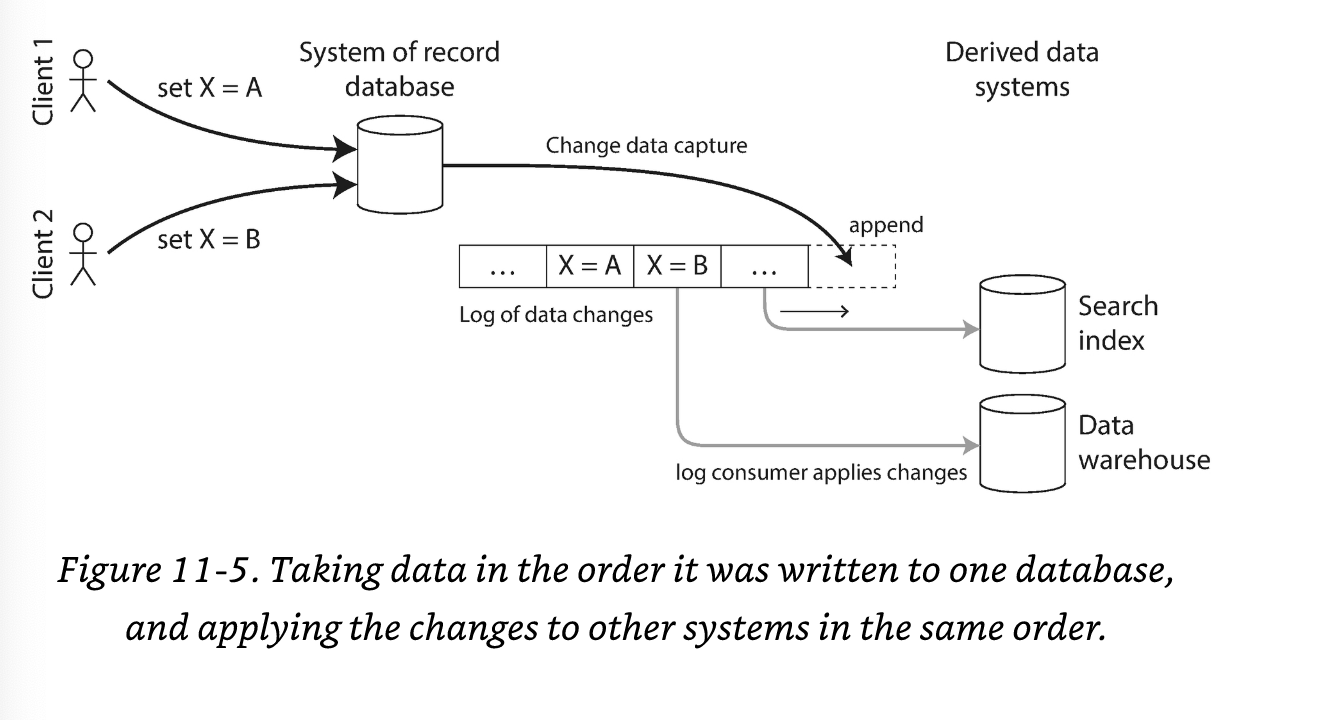 Client 1
set X = A
System of record
database
Derived data
systems
Change data capture
Client 2
set X = B
append
... X = A X = B ...
Log of data changes
Search
index
Data
warehouse
log consumer applies changes
Figure 11-5. Taking data in the order it was written to one database,
and applying the changes to other systems in the same order.